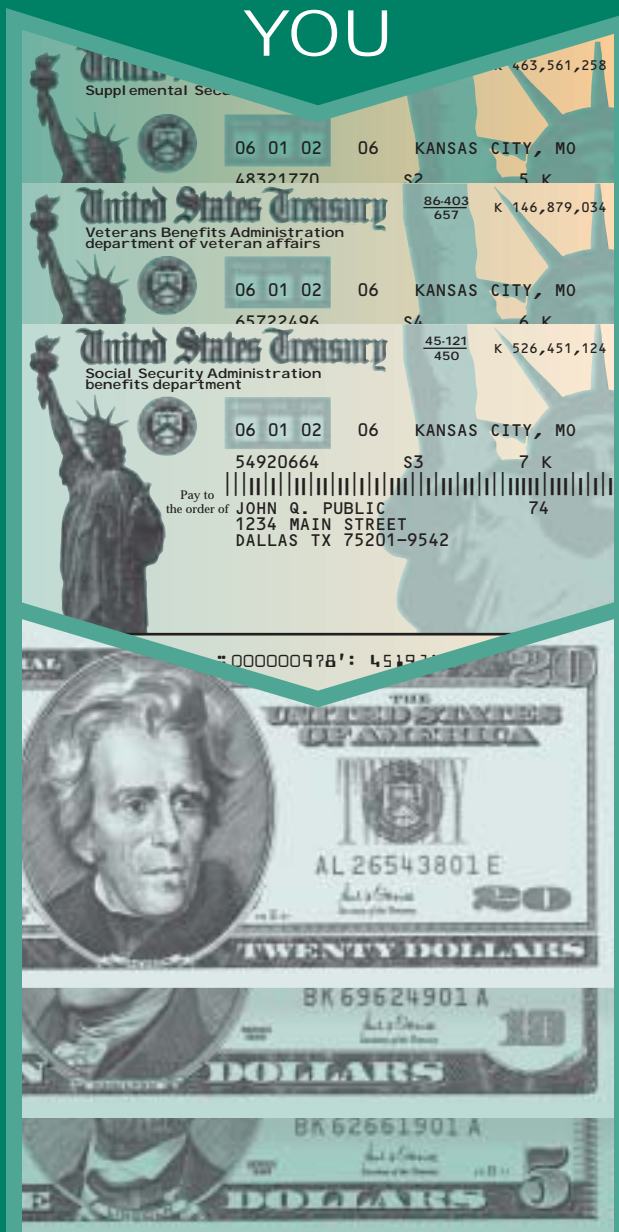 YOU
K 463,561,258
Supplemental
06 01 02 06 KANSAS CITY, MO
48321770 S2 5 K
United States Treasury 86-403 K 146,879,034
657
Veterans Benefits Administration
department of veteran affairs
06 01 02 06 KANSAS CITY, MO
65722496 S4 6 K
United States Treasury 45-121 K 526,451,124
450
Social Security Administration
benefits department
06 01 02 06 KANSAS CITY, MO
54920664 S3 7 K
Pay to
the order of JOHN Q. PUBLIC 74
1234 MAIN STREET
DALLAS TX 75201-9542
20
THE
UNITED STATES
OF AMERICA
AL 26543801 E
20
TWENTY DOLLARS
BK 69624901 A
10
DOLLARS
BK 62661901 A
5
DOLLARS